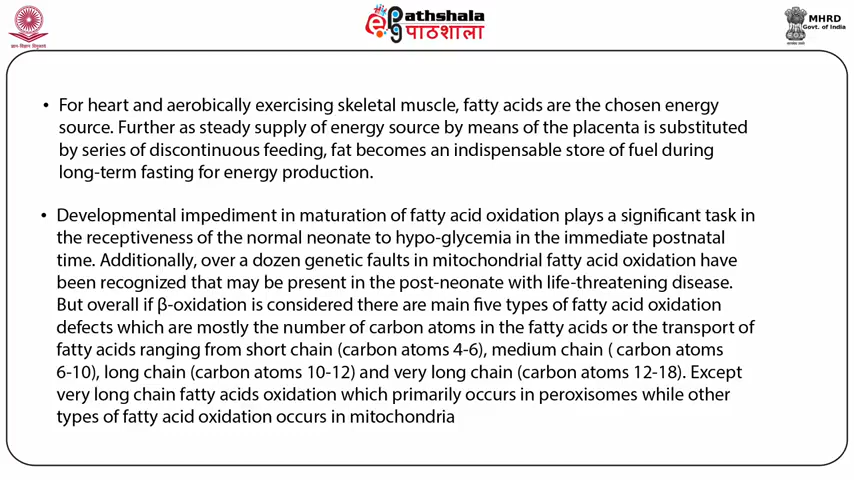 ePathshala
पाठशाला
MHRD
Govt. of India
• For heart and aerobically exercising skeletal muscle, fatty acids are the chosen energy
source. Further as steady supply of energy source by means of the placenta is substituted
by series of discontinuous feeding, fat becomes an indispensable store of fuel during
long-term fasting for energy production.
• Developmental impediment in maturation of fatty acid oxidation plays a significant task in
the receptiveness of the normal neonate to hypo-glycemia in the immediate postnatal
time. Additionally, over a dozen genetic faults in mitochondrial fatty acid oxidation have
been recognized that may be present in the post-neonate with life-threatening disease.
But overall if β-oxidation is considered there are main five types of fatty acid oxidation
defects which are mostly the number of carbon atoms in the fatty acids or the transport of
fatty acids ranging from short chain (carbon atoms 4-6), medium chain ( carbon atoms
6-10), long chain (carbon atoms 10-12) and very long chain (carbon atoms 12-18). Except
very long chain fatty acids oxidation which primarily occurs in peroxisomes while other
types of fatty acid oxidation occurs in mitochondria